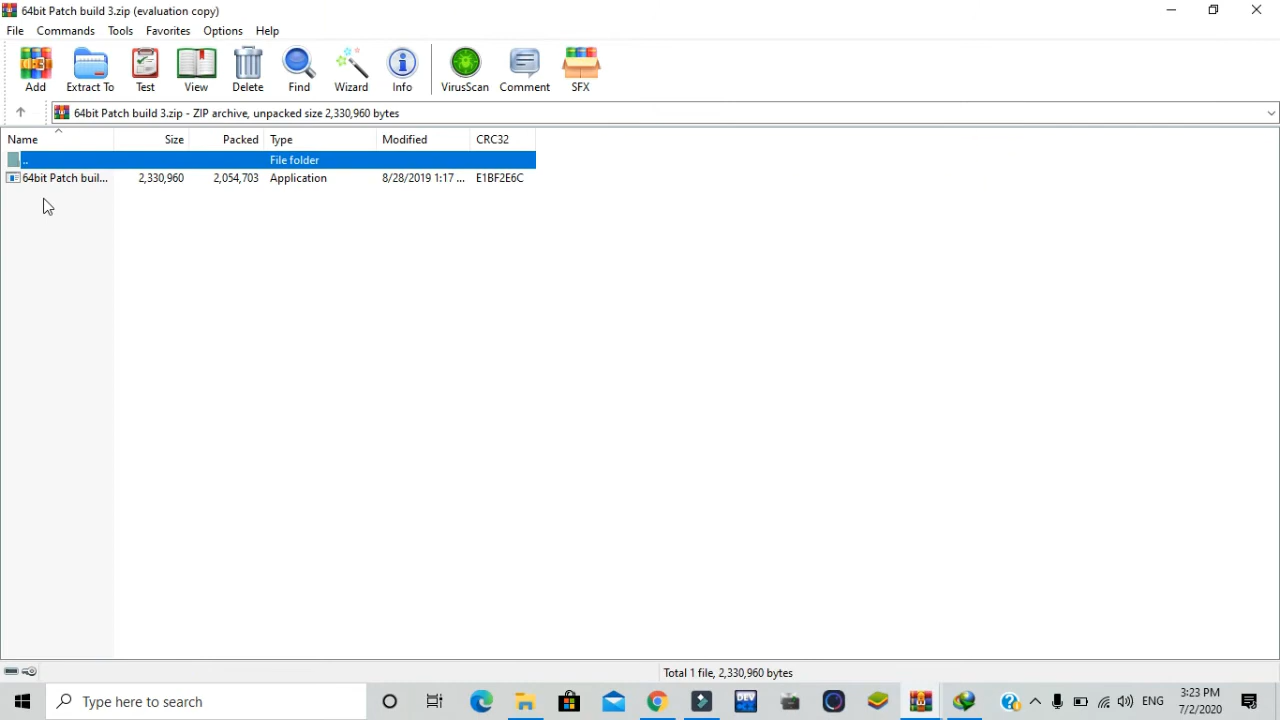 64bit Patch build 3.zip (evaluation copy)
File Commands Tools Favorites Options Help
Add Extract To Test View Delete Find Wizard Info VirusScan Comment SFX
64bit Patch build 3.zip - ZIP archive, unpacked size 2,330,960 bytes
Name Size Packed Type Modified CRC32
.. File folder
64bit Patch buil... 2,330,960 2,054,703 Application 8/28/2019 1:17 ... E1BF2E6C
Total 1 file, 2,330,960 bytes
Type here to search
DEV
ENG
3:23 PM
7/2/2020